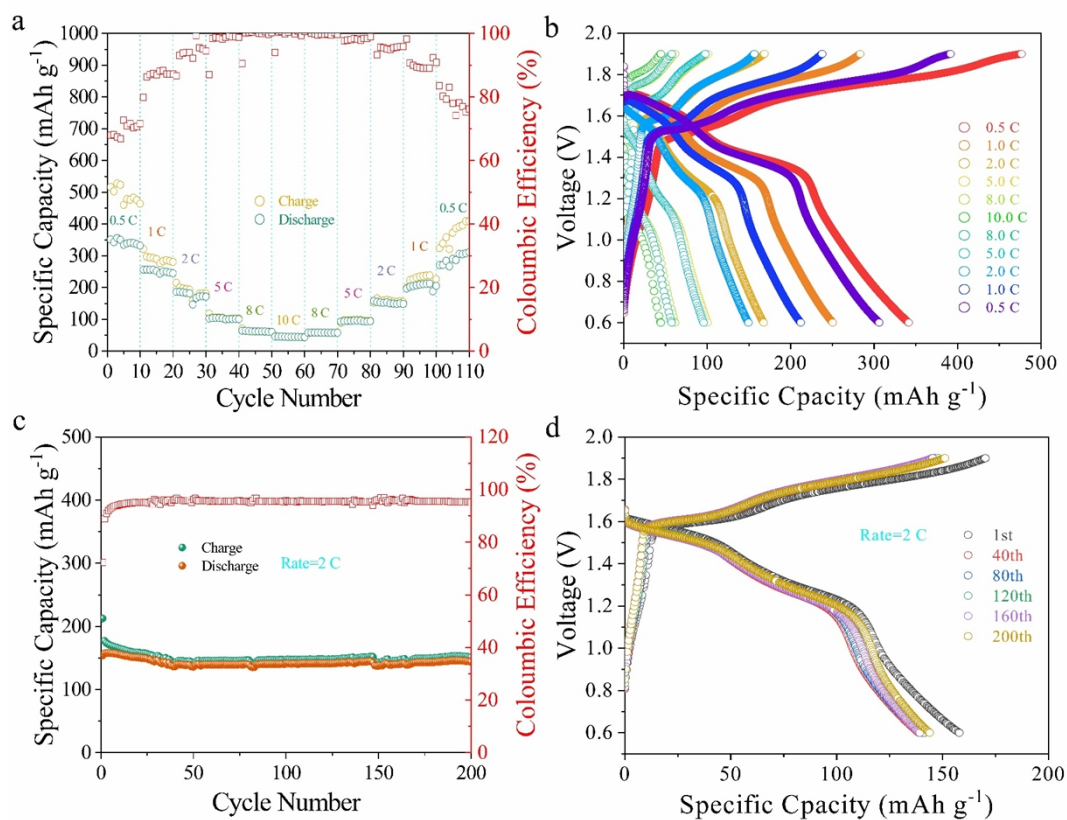 a
1000
900
800
700
600
500
400
300
200
100
0
Specific Capacity (mAh g-1)
100
80
60
40
20
0
Coloumbic Efficiency (%)
Charge
Discharge
0.5 C
1 C
2 C
5 C
8 C
10 C
8 C
5 C
2 C
1 C
0.5 C
0 10 20 30 40 50 60 70 80 90 100 110
Cycle Number
b
2.0
1.8
1.6
1.4
1.2
1.0
0.8
0.6
Voltage (V)
0.5 C
1.0 C
2.0 C
5.0 C
8.0 C
10.0 C
8.0 C
5.0 C
2.0 C
1.0 C
0.5 C
0 100 200 300 400 500
Specific Cpacity (mAh g-1)
c
500
400
300
200
150
100
0
Specific Capacity (mAh g-1)
120
100
80
60
40
20
0
Coloumbic Efficiency (%)
Charge
Discharge
Rate=2 C
0 25 50 100 150 200
Cycle Number
d
2.0
1.8
1.6
1.4
1.2
1.0
0.8
0.6
Voltage (V)
Rate=2 C
1st
40th
80th
120th
160th
200th
0 50 100 150 200
Specific Cpacity (mAh g-1)